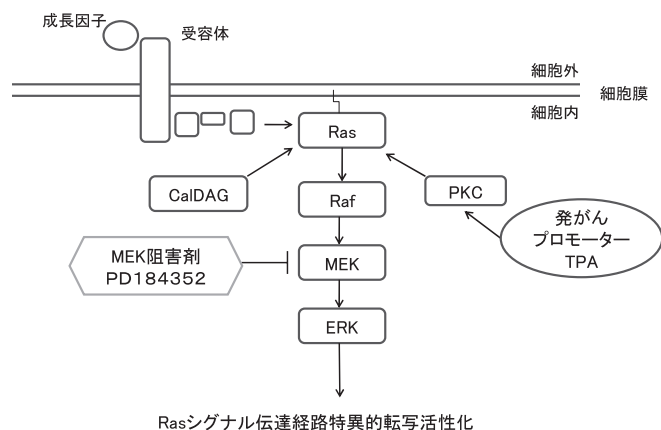 成長因子
受容体
細胞外
細胞膜
細胞内
Ras
CalDAG
Raf
PKC
発がん
プロモーター
TPA
MEK阻害剤
PD184352
MEK
ERK
Rasシグナル伝達経路特異的転写活性化